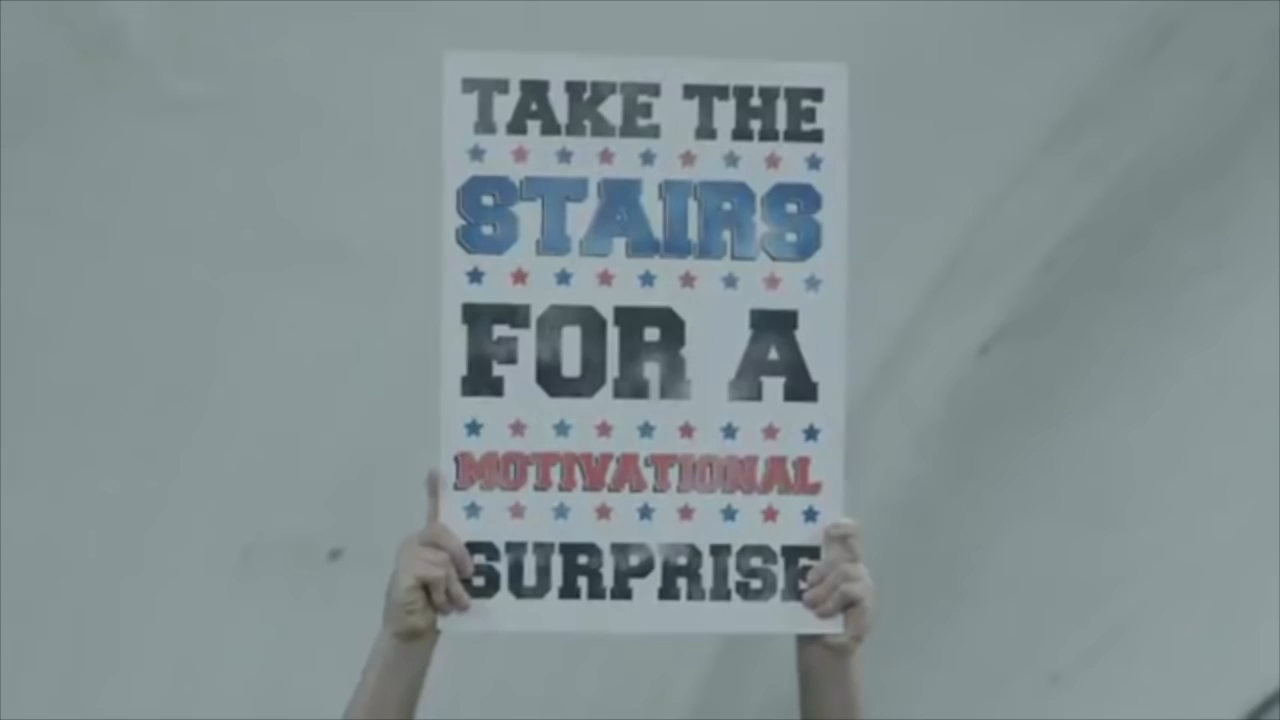 TAKE THE
STAIRS
FOR A
MOTIVATIONAL
SURPRISE